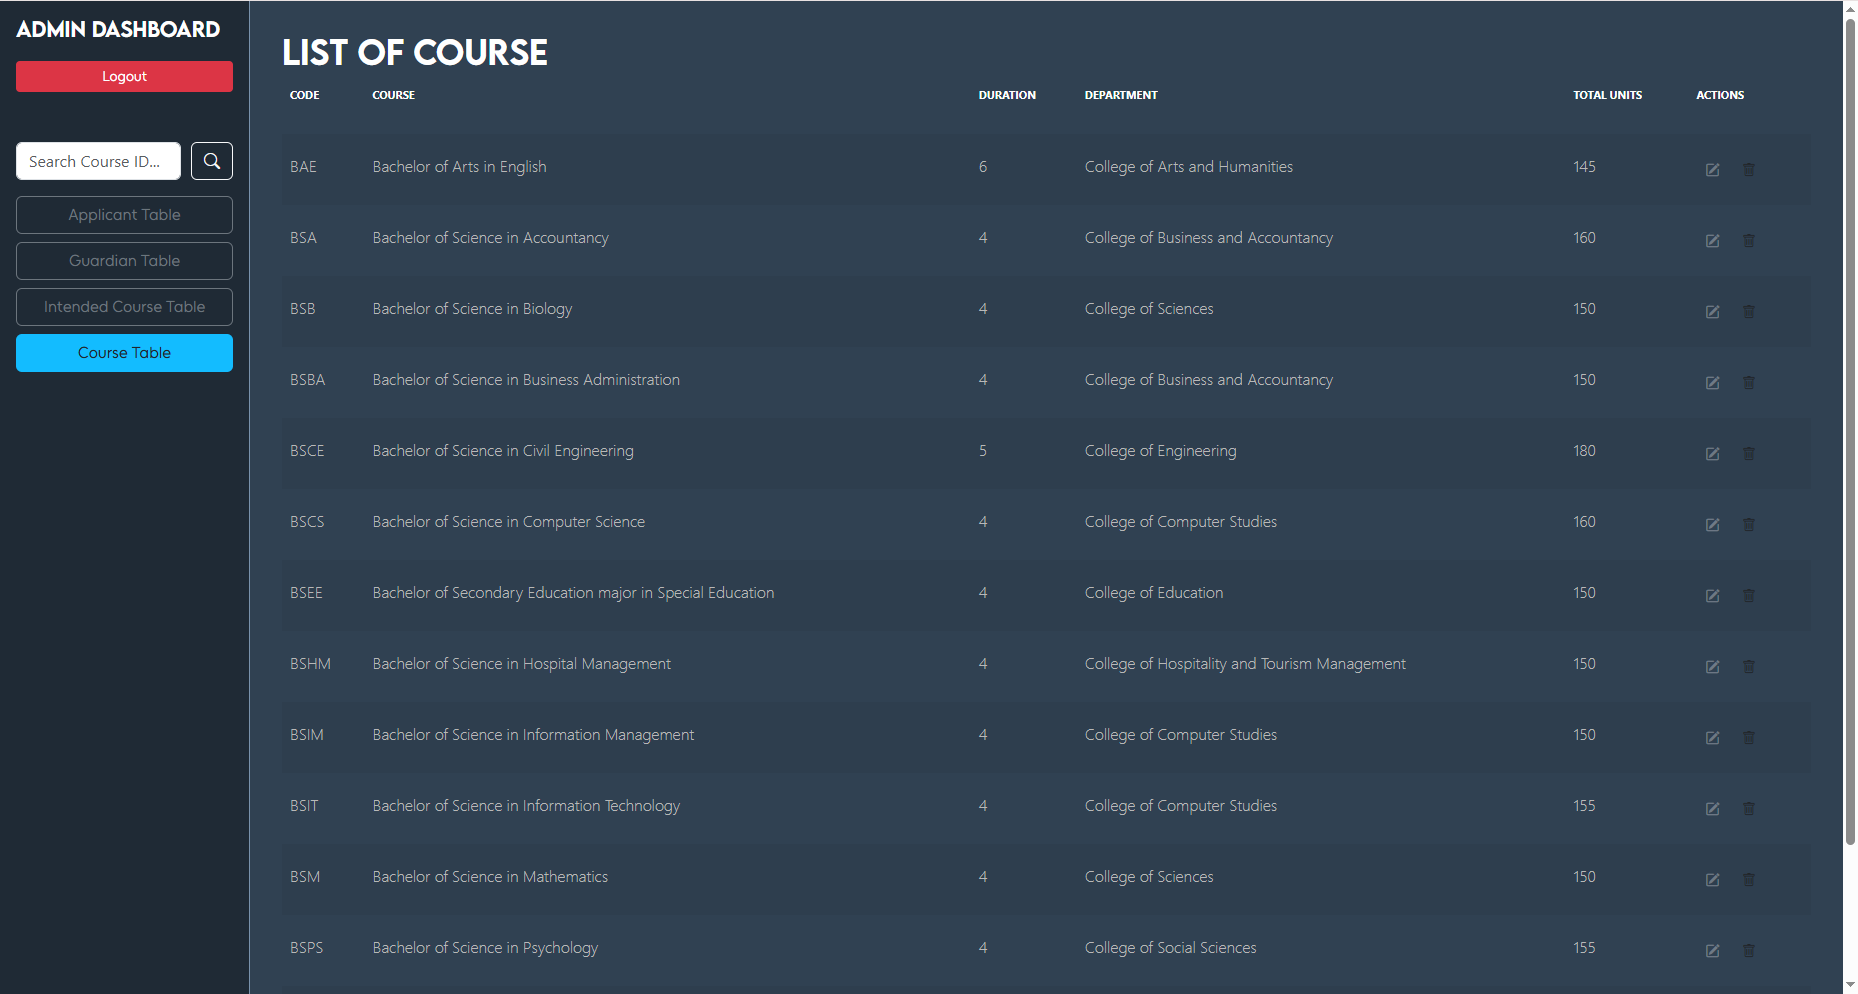 ADMIN DASHBOARD
Logout
Search Course ID...
Applicant Table
Guardian Table
Intended Course Table
Course Table
LIST OF COURSE
CODE COURSE DURATION DEPARTMENT TOTAL UNITS ACTIONS
BAE Bachelor of Arts in English 6 College of Arts and Humanities 145
BSA Bachelor of Science in Accountancy 4 College of Business and Accountancy 160
BSB Bachelor of Science in Biology 4 College of Sciences 150
BSBA Bachelor of Science in Business Administration 4 College of Business and Accountancy 150
BSCE Bachelor of Science in Civil Engineering 5 College of Engineering 180
BSCS Bachelor of Science in Computer Science 4 College of Computer Studies 160
BSEE Bachelor of Secondary Education major in Special Education 4 College of Education 150
BSHM Bachelor of Science in Hospital Management 4 College of Hospitality and Tourism Management 150
BSIM Bachelor of Science in Information Management 4 College of Computer Studies 150
BSIT Bachelor of Science in Information Technology 4 College of Computer Studies 155
BSM Bachelor of Science in Mathematics 4 College of Sciences 150
BSPS Bachelor of Science in Psychology 4 College of Social Sciences 155